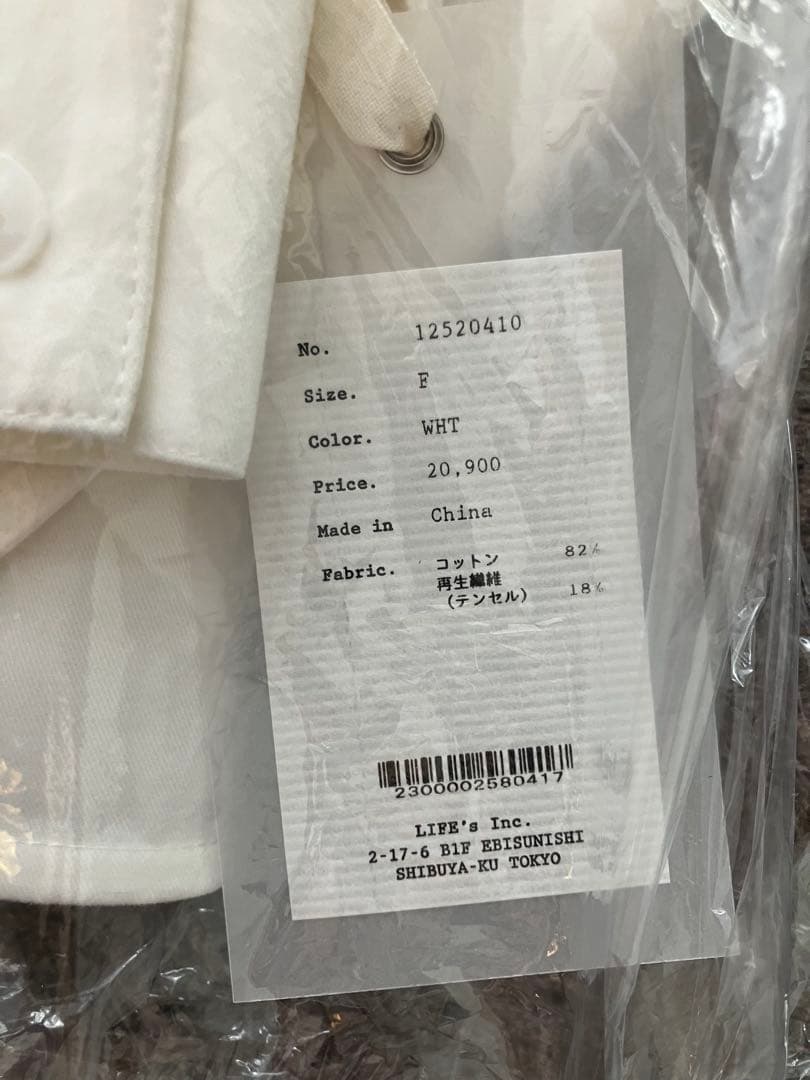 No. 12520410
Size. F
Color. WHT
Price. 20,900
Made in China
Fabric. コットン 82%
再生繊維
(テンセル) 18%
2300002580417
LIFE's Inc.
2-17-6 B1F EBISUNISHI
SHIBUYA-KU TOKYO